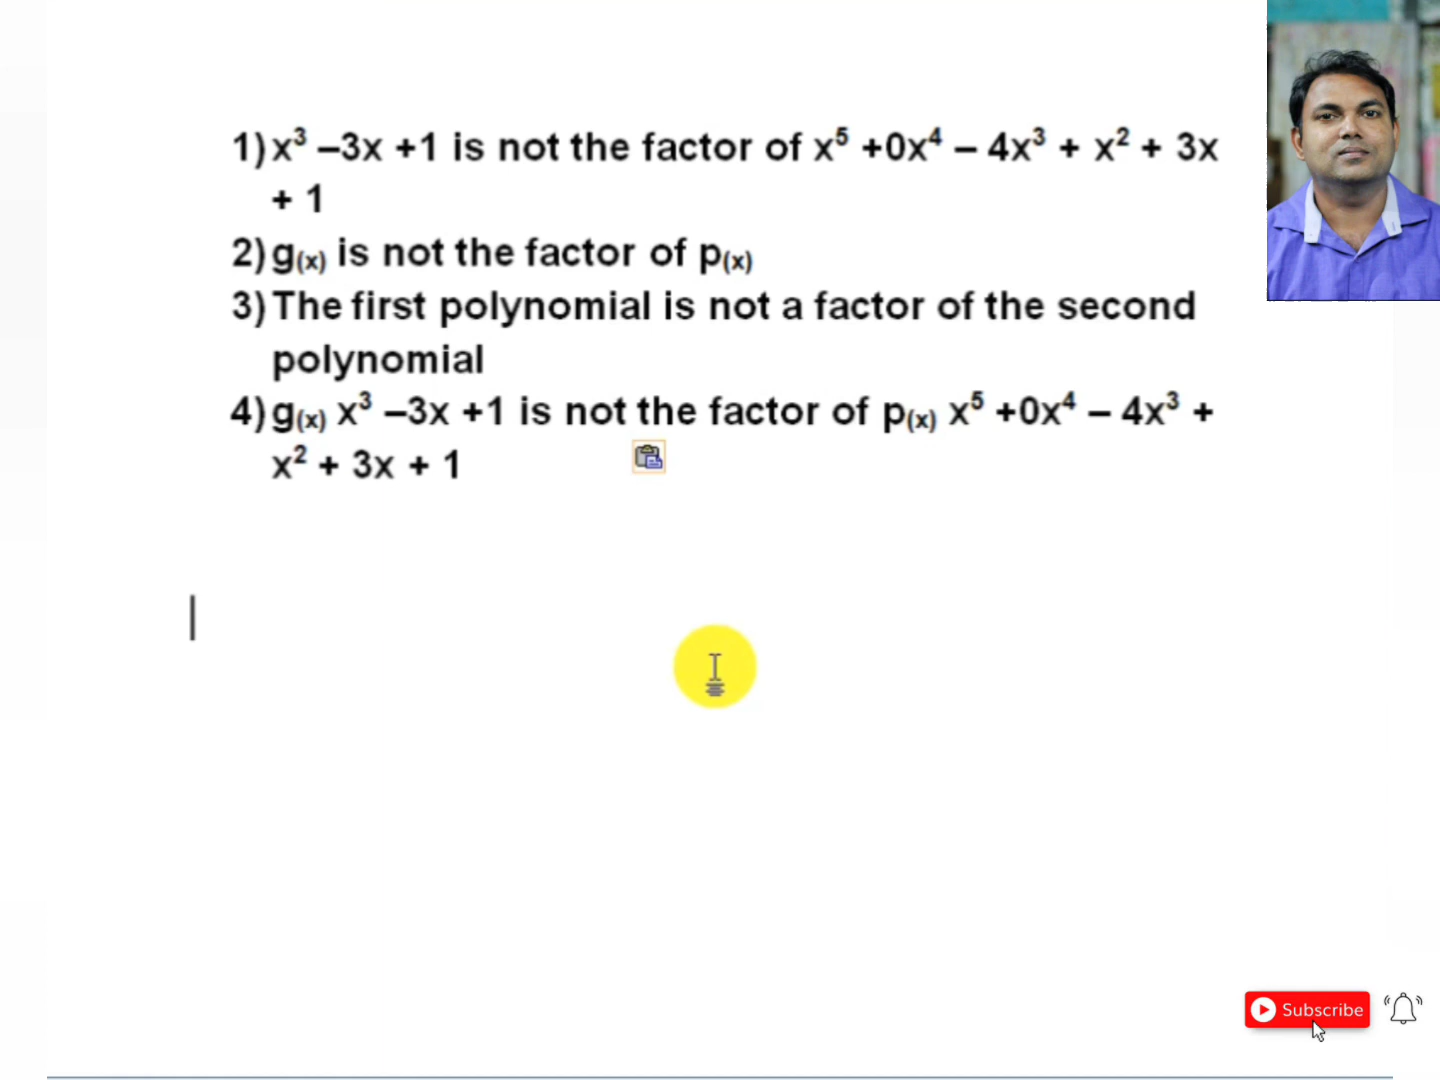 1) x³ –3x +1 is not the factor of x⁵ +0x⁴ – 4x³ + x² + 3x
+ 1
2) g₍ₓ₎ is not the factor of p₍ₓ₎
3) The first polynomial is not a factor of the second
polynomial
4) g₍ₓ₎ x³ –3x +1 is not the factor of p₍ₓ₎ x⁵ +0x⁴ – 4x³ +
x² + 3x + 1
Subscribe